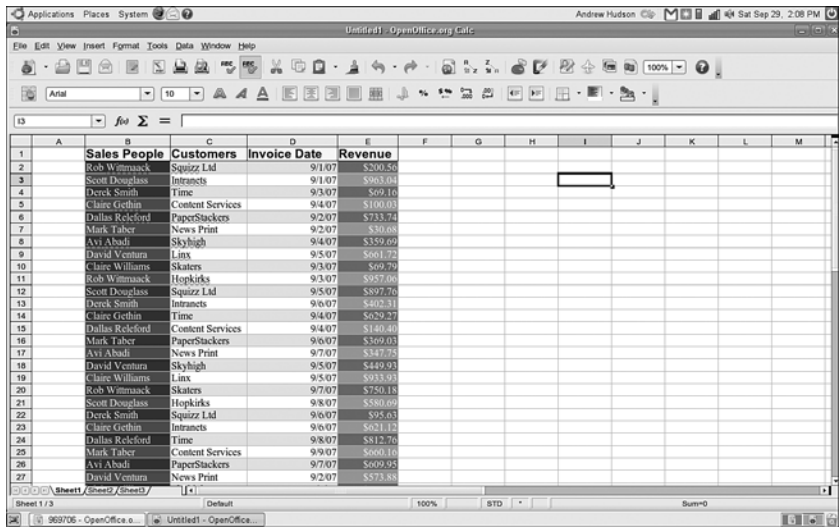 Applications Places System
Andrew Hudson Sat Sep 29, 2:08 PM
Untitled1 - OpenOffice.org Calc
File Edit View Insert Format Tools Data Window Help
100%
Arial 10
I3 f(x) Σ =
A B C D E F G H I J K L M
1 Sales People Customers Invoice Date Revenue
2 Rob Wittmaack Squizz Ltd 9/1/07 $200.56
3 Scott Douglass Intranets 9/1/07 $963.04
4 Derek Smith Time 9/3/07 $69.16
5 Claire Gethin Content Services 9/4/07 $100.03
6 Dallas Releford PaperStackers 9/2/07 $733.74
7 Mark Taber News Print 9/2/07 $30.68
8 Avi Abadi Skyhigh 9/4/07 $359.69
9 David Ventura Linx 9/5/07 $661.72
10 Claire Williams Skaters 9/3/07 $69.79
11 Rob Wittmaack Hopkirks 9/3/07 $957.06
12 Scott Douglass Squizz Ltd 9/5/07 $897.76
13 Derek Smith Intranets 9/6/07 $402.31
14 Claire Gethin Time 9/4/07 $629.27
15 Dallas Releford Content Services 9/4/07 $140.40
16 Mark Taber PaperStackers 9/6/07 $369.03
17 Avi Abadi News Print 9/7/07 $347.75
18 David Ventura Skyhigh 9/5/07 $449.93
19 Claire Williams Linx 9/5/07 $933.93
20 Rob Wittmaack Skaters 9/7/07 $750.18
21 Scott Douglass Hopkirks 9/8/07 $580.69
22 Derek Smith Squizz Ltd 9/6/07 $95.63
23 Claire Gethin Intranets 9/6/07 $621.12
24 Dallas Releford Time 9/8/07 $812.76
25 Mark Taber Content Services 9/9/07 $660.16
26 Avi Abadi PaperStackers 9/7/07 $609.95
27 David Ventura News Print 9/2/07 $573.88
Sheet1 Sheet2 Sheet3
Sheet 1 / 3 Default 100% STD * Sum=0
969706 - OpenOffice.o... Untitled1 - OpenOffice...